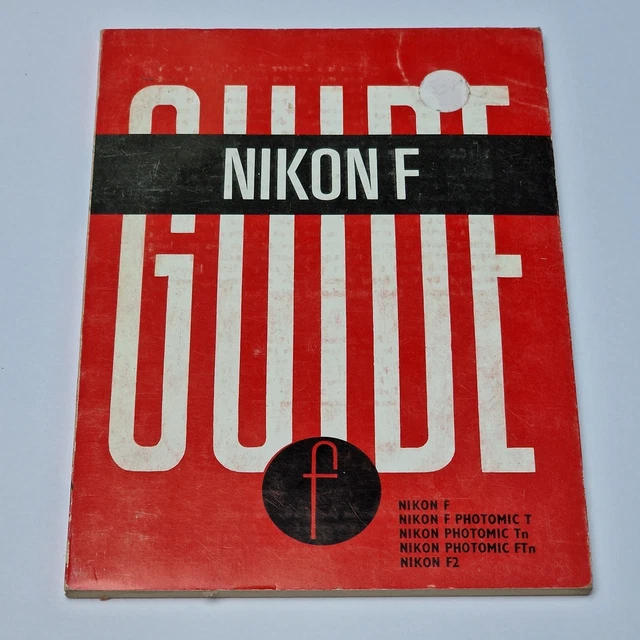 GUIDE
NIKON F
f
NIKON F
NIKON F PHOTOMIC T
NIKON PHOTOMIC Tn
NIKON PHOTOMIC FTn
NIKON F2